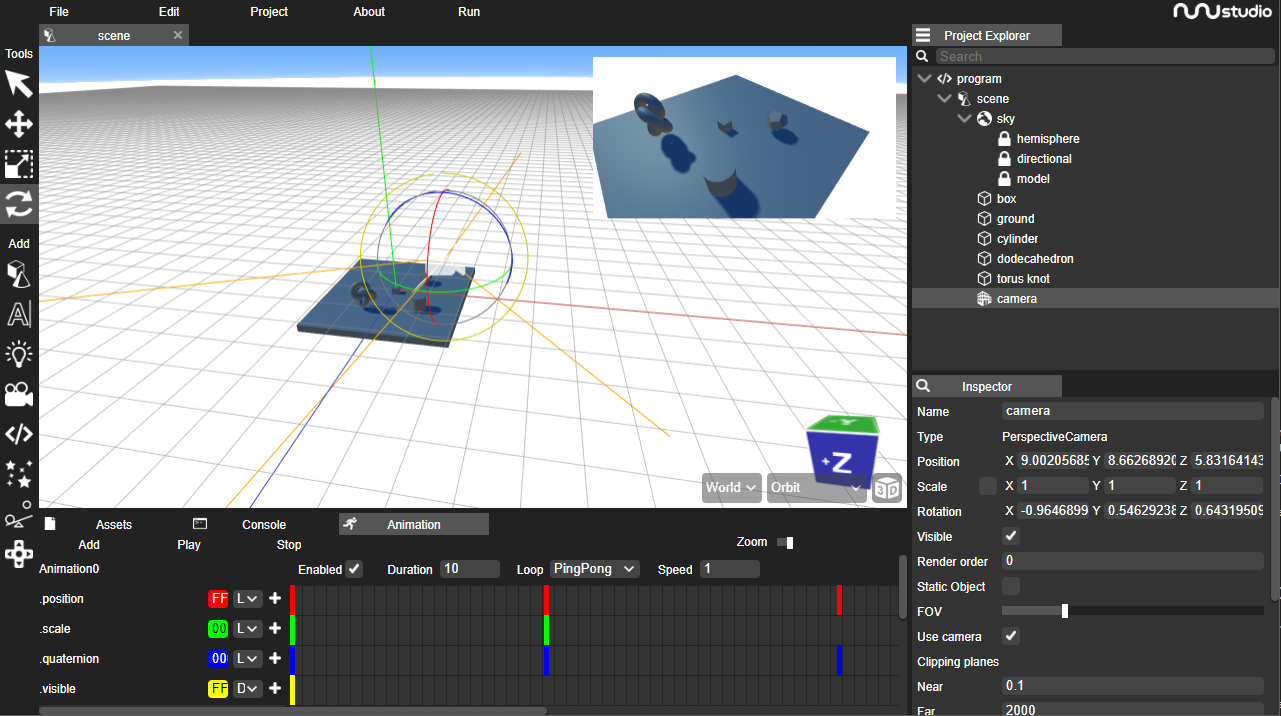 File Edit Project About Run
nunustudio
scene
Project Explorer
Tools
Search
program
scene
sky
hemisphere
directional
model
box
ground
cylinder
dodecahedron
torus knot
camera
Add
+Z
World Orbit
3D
Inspector
Name camera
Type PerspectiveCamera
Position X 9.00205685 Y 8.66268920 Z 5.83164143
Scale X 1 Y 1 Z 1
Rotation X -0.9646899 Y 0.54629238 Z 0.64319509
Visible
Render order 0
Static Object
FOV
Use camera
Clipping planes
Near 0.1
Far 2000
Assets Console Animation
Add Play Stop Zoom
Animation0 Enabled Duration 10 Loop PingPong Speed 1
.position FF L
.scale 00 L
.quaternion 00 L
.visible FF D